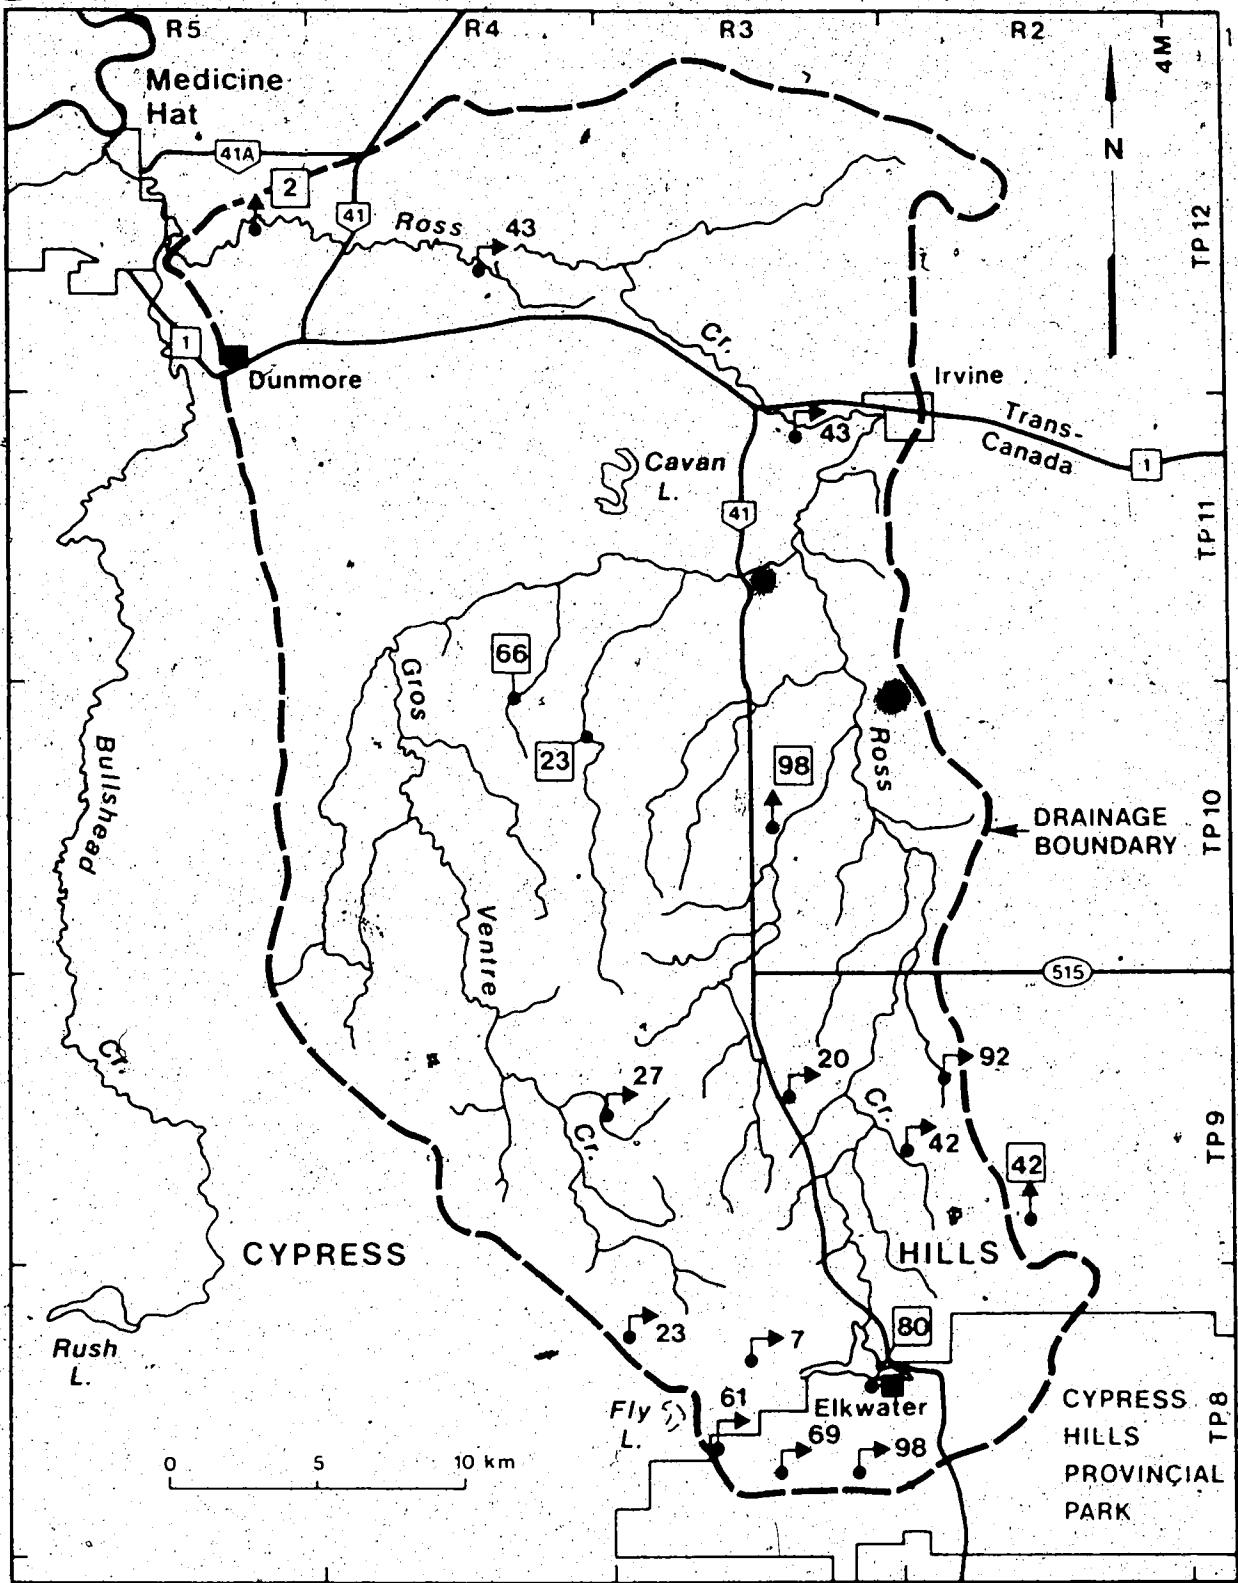 R5
R4
R3
R2
4M
1
Medicine
Hat
N
41A
2
41
Ross
43
TP 12
Cr.
1
Dunmore
Irvine
Trans-
Canada
1
43
Cavan
L.
41
TP 11
66
Gros
23
Ross
98
Bullshead
DRAINAGE
BOUNDARY
TP 10
Ventre
515
Cr.
27
20
92
Cr.
Cr.
42
42
TP 9
CYPRESS
HILLS
23
7
80
Rush
L.
Fly
L.
61
Elkwater
69
98
CYPRESS
HILLS
PROVINCIAL
PARK
TP 8
0 5 10 km